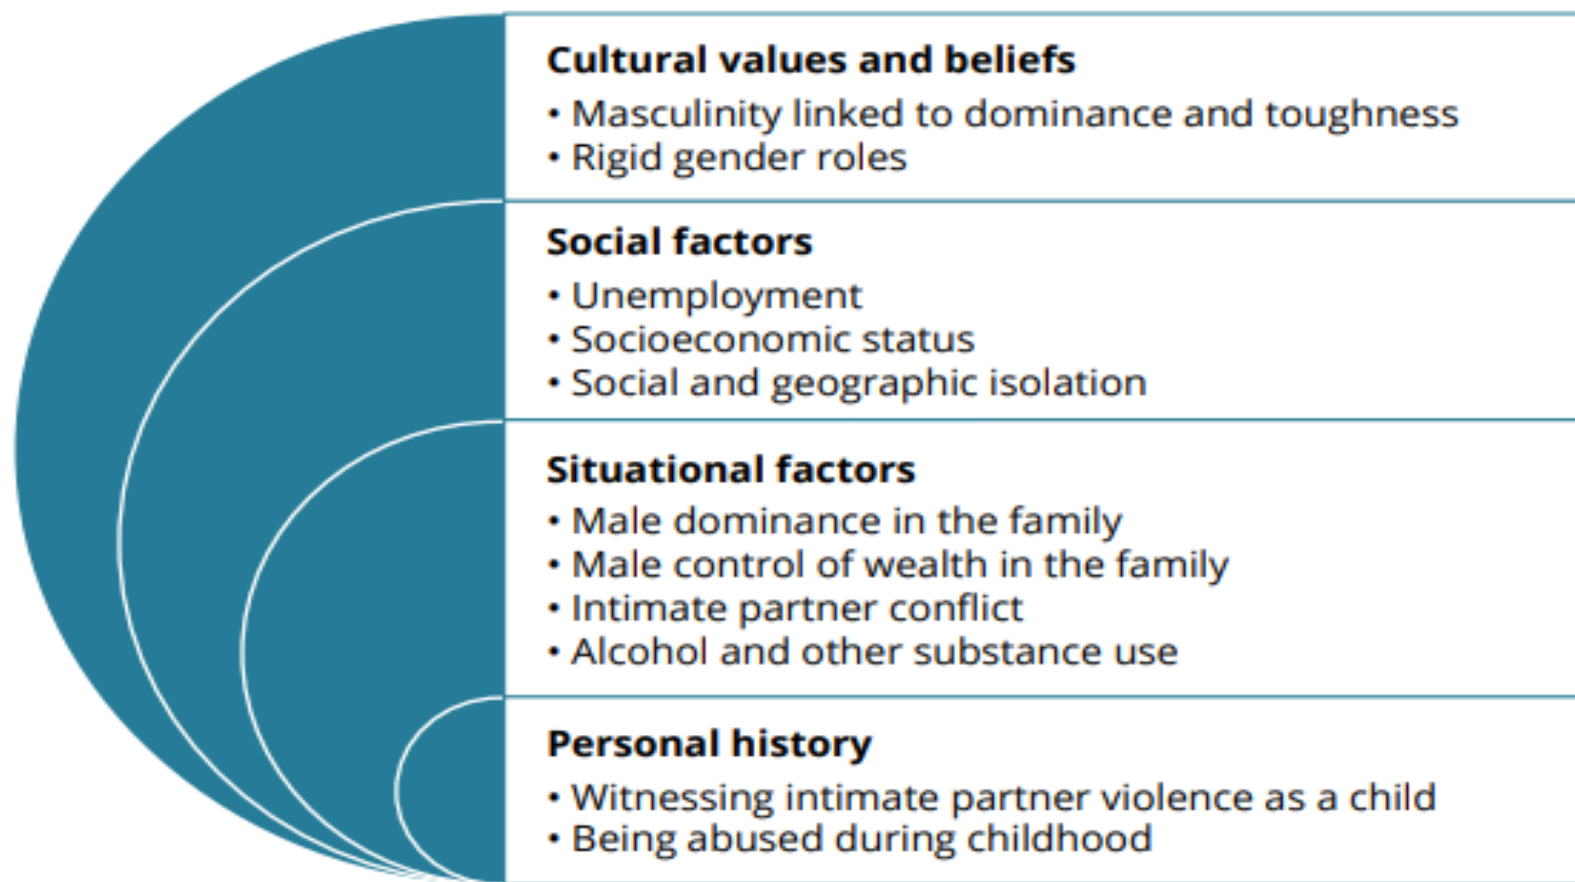 Cultural values and beliefs
• Masculinity linked to dominance and toughness
• Rigid gender roles
Social factors
• Unemployment
• Socioeconomic status
• Social and geographic isolation
Situational factors
• Male dominance in the family
• Male control of wealth in the family
• Intimate partner conflict
• Alcohol and other substance use
Personal history
• Witnessing intimate partner violence as a child
• Being abused during childhood